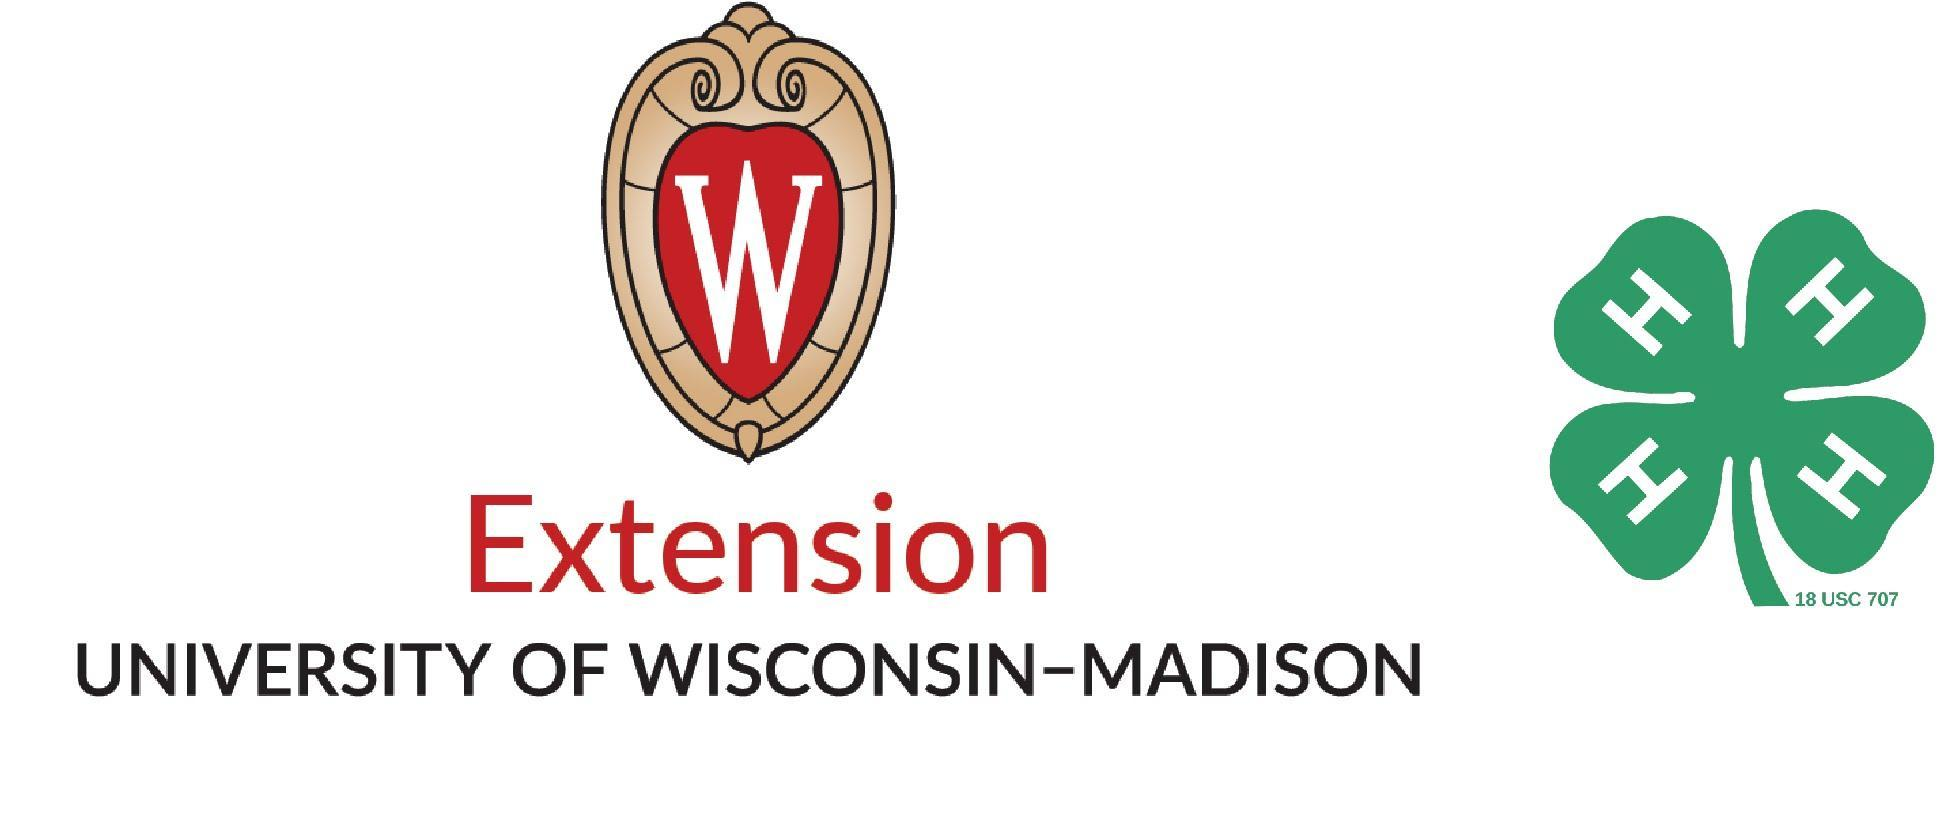 W
Extension
UNIVERSITY OF WISCONSIN–MADISON
H H
H H
18 USC 707